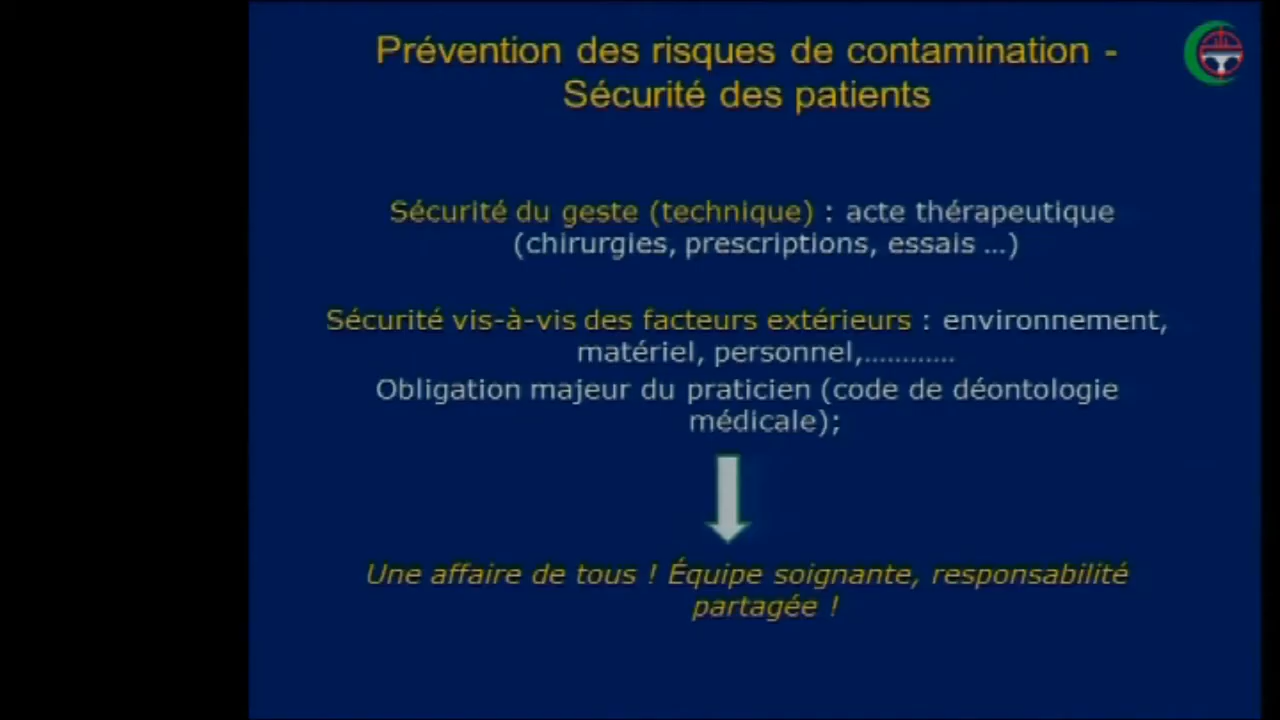 Prévention des risques de contamination -
Sécurité des patients
Sécurité du geste (technique) : acte thérapeutique
(chirurgies, prescriptions, essais ...)
Sécurité vis-à-vis des facteurs extérieurs : environnement,
matériel, personnel,............
Obligation majeur du praticien (code de déontologie
médicale);
Une affaire de tous ! Équipe soignante, responsabilité
partagée !